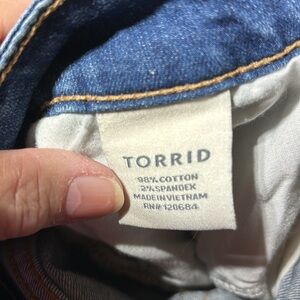 TORRID
98% COTTON
2% SPANDEX
MADE IN VIETNAM
RN# 120684